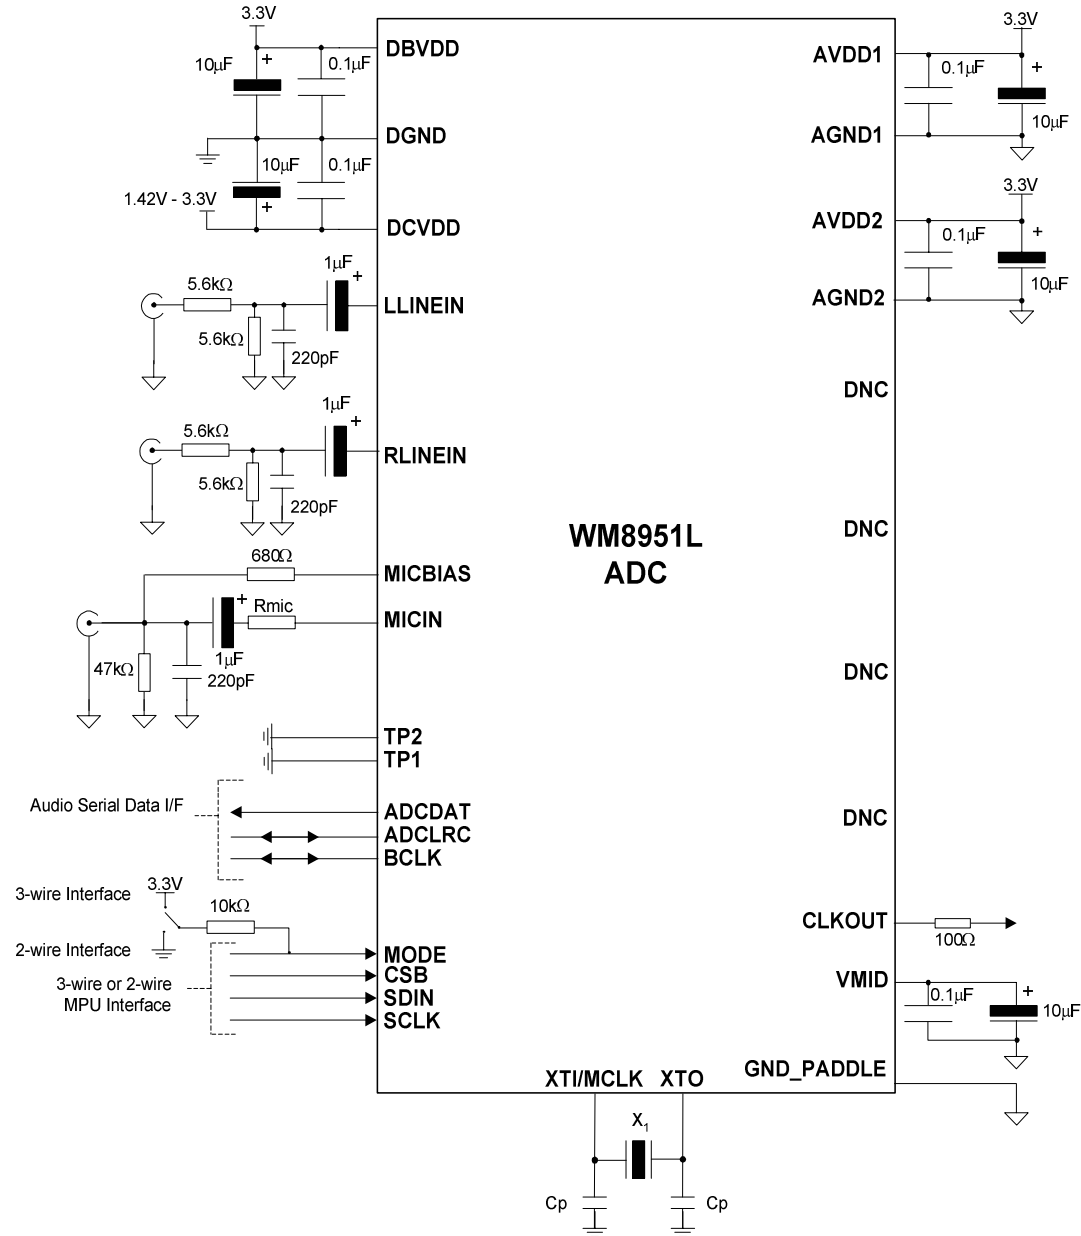 3.3V
10µF
+
0.1µF
DBVDD
DGND
10µF
0.1µF
+
1.42V - 3.3V
DCVDD
3.3V
AVDD1
0.1µF
+
10µF
AGND1
3.3V
AVDD2
0.1µF
+
10µF
AGND2
1µF
+
5.6kΩ
LLINEIN
5.6kΩ
220pF
DNC
1µF
+
5.6kΩ
RLINEIN
5.6kΩ
220pF
DNC
WM8951L
ADC
680Ω
MICBIAS
+
Rmic
MICIN
1µF
47kΩ
220pF
DNC
TP2
TP1
Audio Serial Data I/F
ADCDAT
ADCLRC
BCLK
DNC
3.3V
3-wire Interface
10kΩ
2-wire Interface
MODE
3-wire or 2-wire
MPU Interface
CSB
SDIN
SCLK
CLKOUT
100Ω
VMID
0.1µF
+
10µF
GND_PADDLE
XTI/MCLK
XTO
X1
Cp
Cp